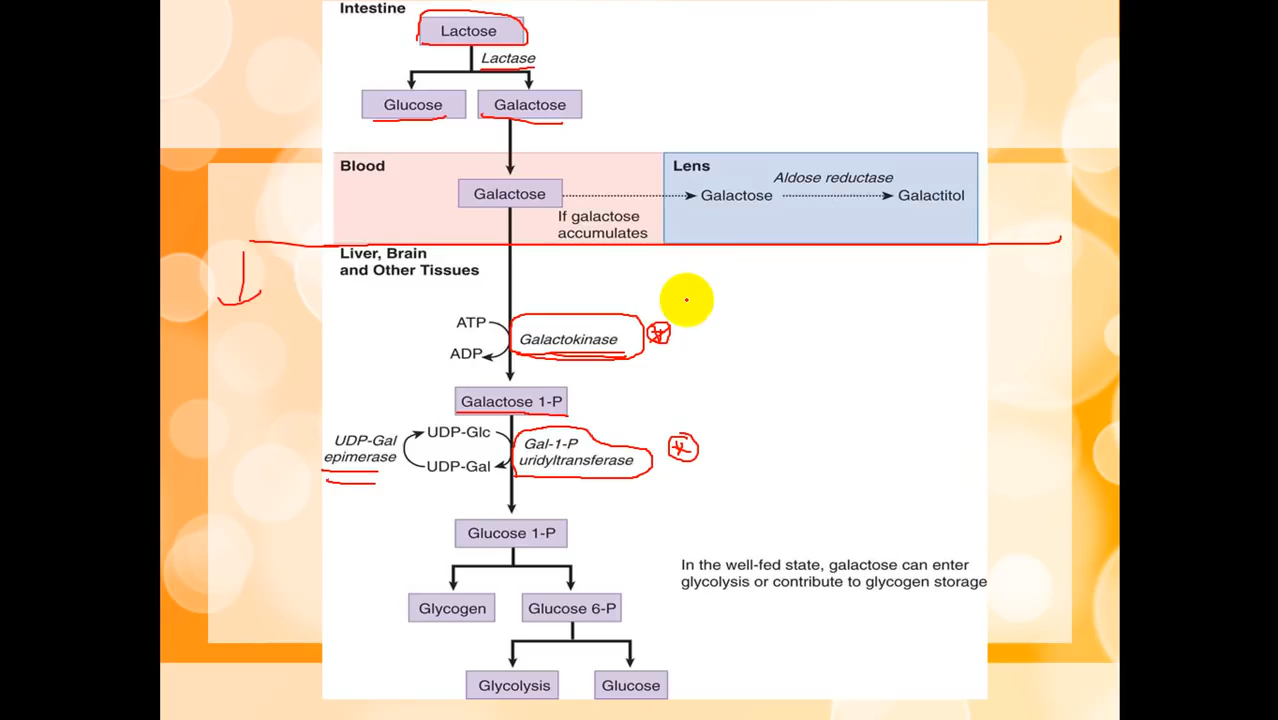 Intestine
Lactose
Lactase
Glucose
Galactose
Blood
Galactose
If galactose
accumulates
Lens
Aldose reductase
Galactose
Galactitol
Liver, Brain
and Other Tissues
ATP
ADP
Galactokinase
Galactose 1-P
UDP-Gal
epimerase
UDP-Glc
UDP-Gal
Gal-1-P
uridyltransferase
Glucose 1-P
In the well-fed state, galactose can enter
glycolysis or contribute to glycogen storage
Glycogen
Glucose 6-P
Glycolysis
Glucose